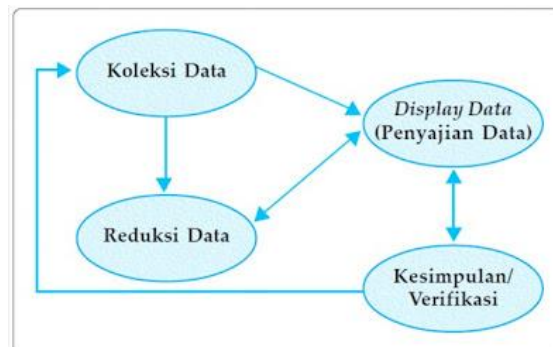 Koleksi Data
Display Data
(Penyajian Data)
Reduksi Data
Kesimpulan/
Verifikasi